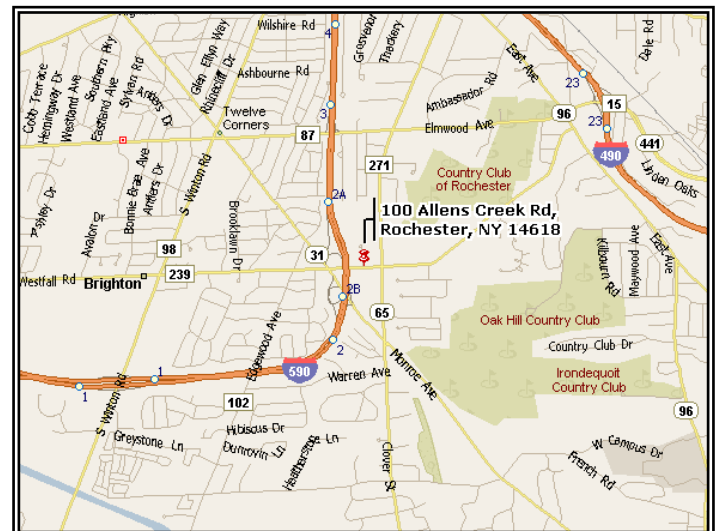 Wilshire Rd
Grosvenor
Thackery
East Ave
Dale Rd
4
Glen Ellyn Way
Rhinecliff Dr
Ashbourne Rd
23
Cobb Terrace
Hemingway Dr
Westland Ave
Southern Pky
Eastland Ave
Sylvan Rd
Antlers Dr
Ambassador Rd
3
Twelve
Corners
96
15
Elmwood Ave
23
87
441
271
490
Linden Oaks
Country Club
of Rochester
Bonnie Brae Ave
Antlers Dr
S Winton Rd
2A
100 Allens Creek Rd,
Rochester, NY 14618
Avalon Dr
Brooklawn Dr
98
31
East Ave
Kilbourn Rd
Maywood Ave
Westfall Rd
239
Brighton
2B
65
Oak Hill Country Club
Edgewood Ave
2
Country Club Dr
590
Monroe Ave
Warren Ave
Irondequoit
Country Club
1
1
S Winton Rd
102
96
Hibiscus Dr
Greystone Ln
Dunrovin Ln
Clover St
W Campus Dr
French Rd